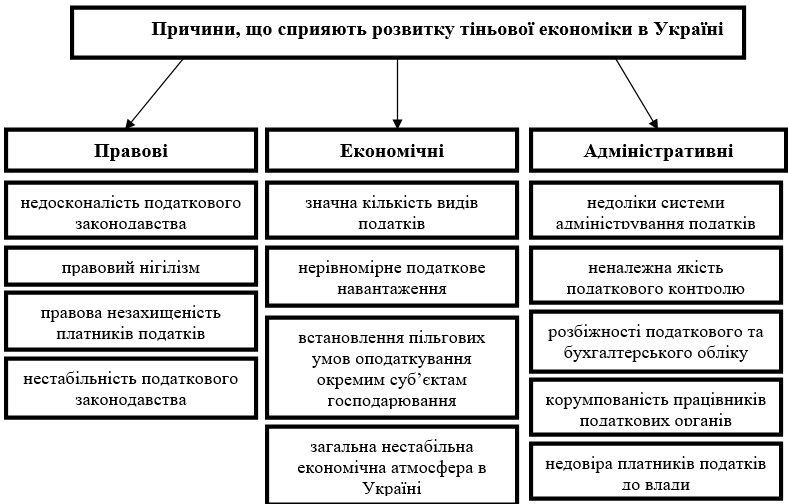 Причини, що сприяють розвитку тіньової економіки в Україні
Правові
недосконалість податкового
законодавства
правовий нігілізм
правова незахищеність
платників податків
нестабільність податкового
законодавства
Економічні
значна кількість видів
податків
нерівномірне податкове
навантаження
встановлення пільгових
умов оподаткування
окремим суб’єктам
господарювання
загальна нестабільна
економічна атмосфера в
Україні
Адміністративні
недоліки системи
адміністрування податків
неналежна якість
податкового контролю
розбіжності податкового та
бухгалтерського обліку
корумпованість працівників
податкових органів
недовіра платників податків
до влади